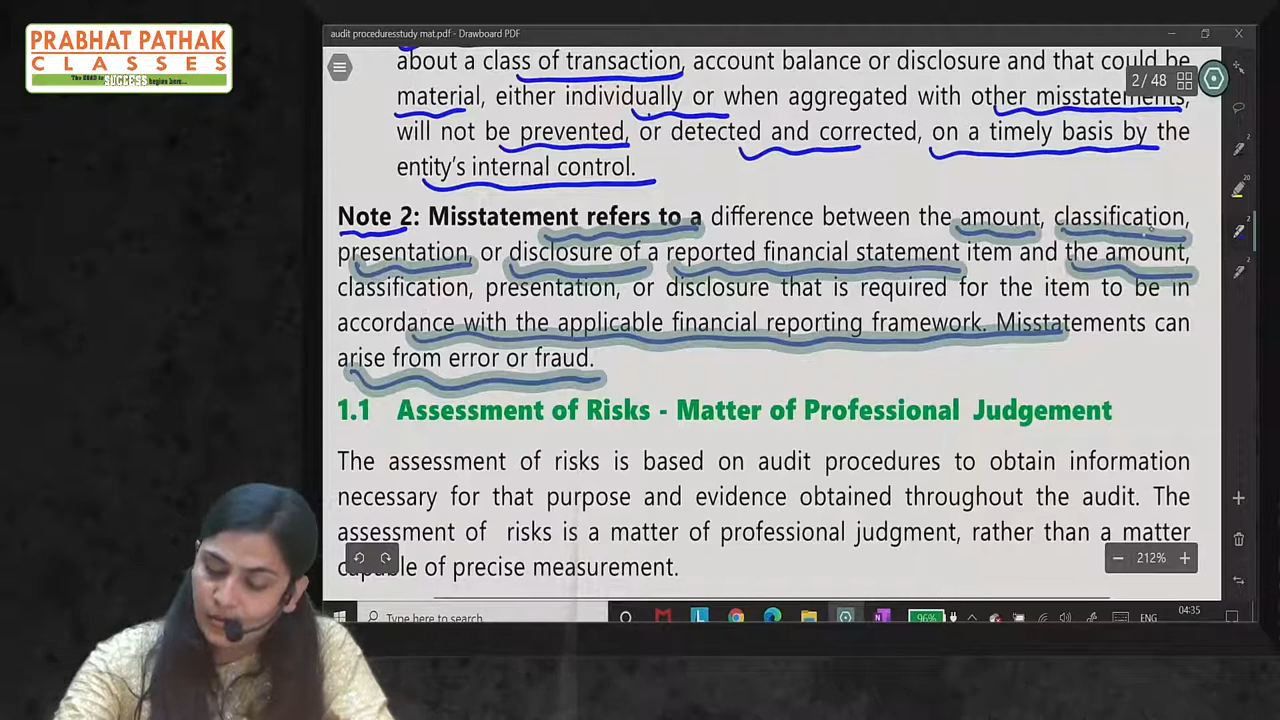 PRABHAT PATHAK
CLASSES
The ROAD to SUCCESS begins here...
audit proceduresstudy mat.pdf - Drawboard PDF
about a class of transaction, account balance or disclosure and that could be
2 / 48
material, either individually or when aggregated with other misstatements,
will not be prevented, or detected and corrected, on a timely basis by the
entity's internal control.
Note 2: Misstatement refers to a difference between the amount, classification,
presentation, or disclosure of a reported financial statement item and the amount,
classification, presentation, or disclosure that is required for the item to be in
accordance with the applicable financial reporting framework. Misstatements can
arise from error or fraud.
1.1 Assessment of Risks - Matter of Professional Judgement
The assessment of risks is based on audit procedures to obtain information
necessary for that purpose and evidence obtained throughout the audit. The
assessment of risks is a matter of professional judgment, rather than a matter
capable of precise measurement.
212%
Type here to search
96%
ENG
04:35